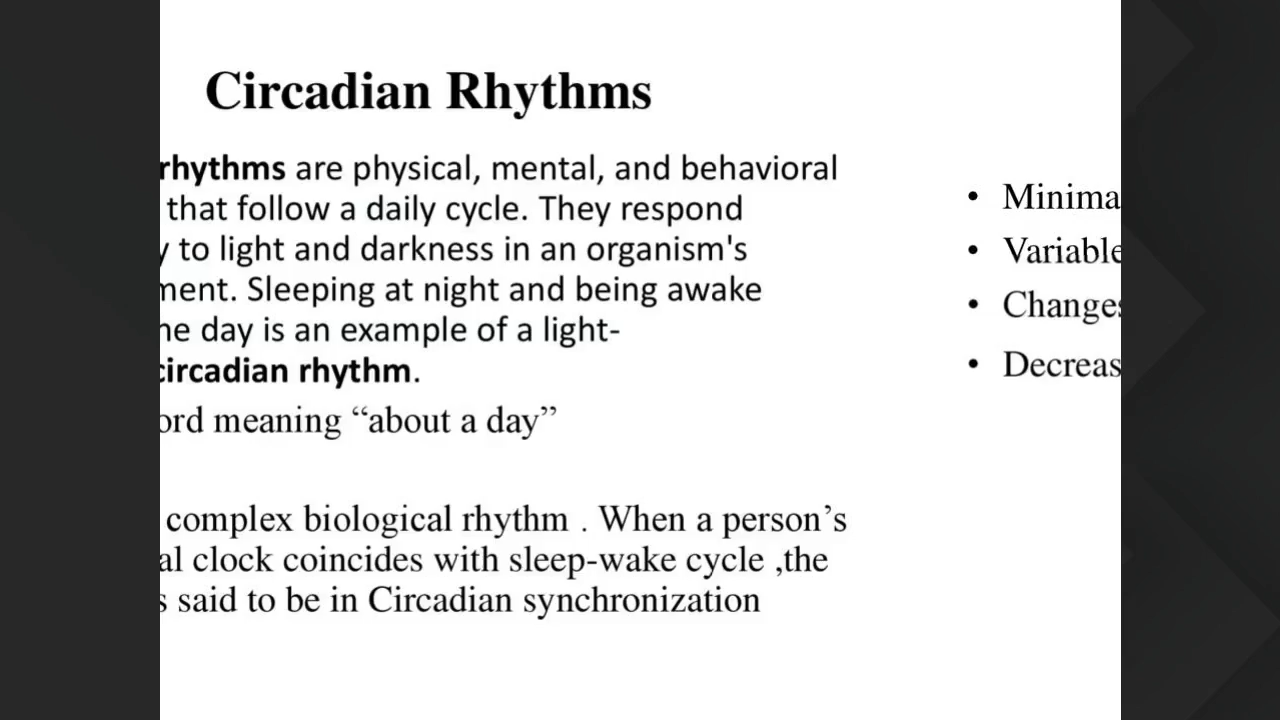 Circadian Rhythms
rhythms are physical, mental, and behavioral
that follow a daily cycle. They respond
to light and darkness in an organism's
ment. Sleeping at night and being awake
he day is an example of a light-
circadian rhythm.
ord meaning “about a day”
complex biological rhythm . When a person’s
al clock coincides with sleep-wake cycle ,the
s said to be in Circadian synchronization
• Minima
• Variable
• Changes
• Decreas